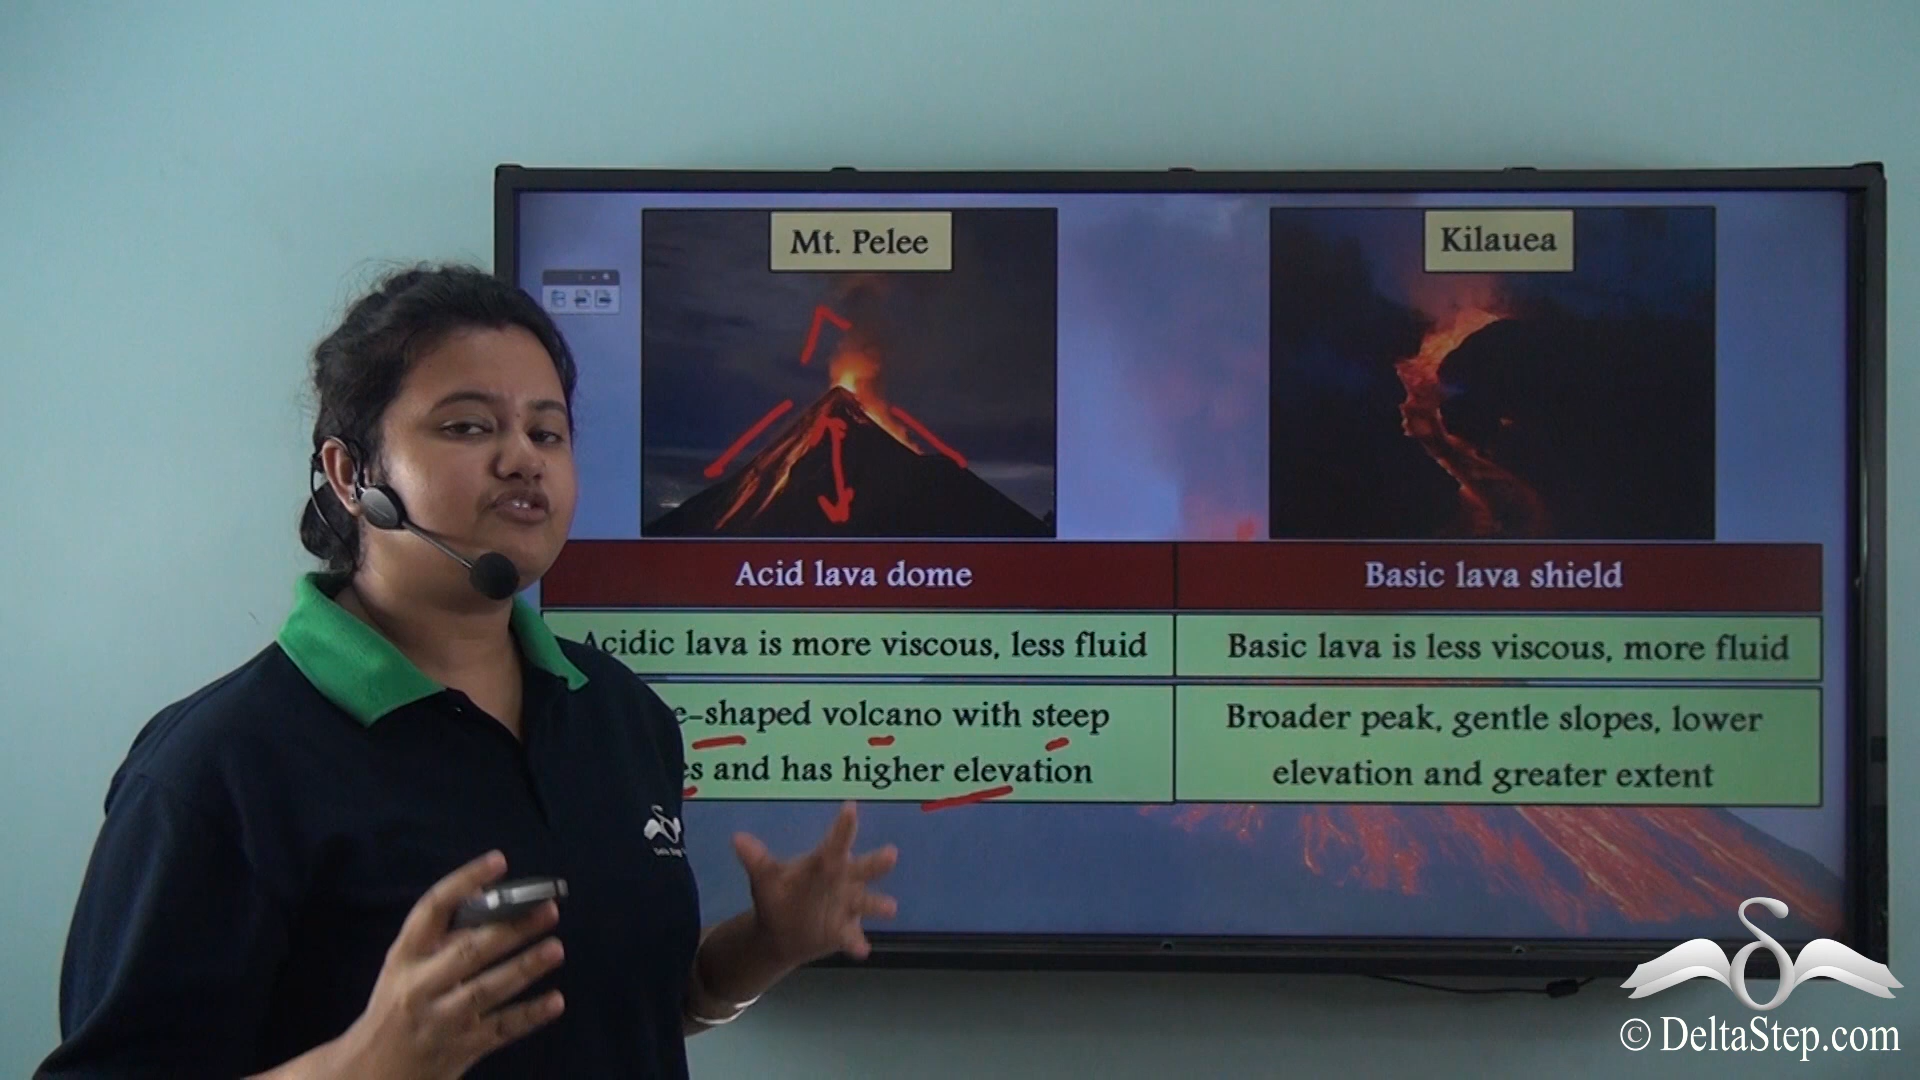 Mt. Pelee
Kilauea
Acid lava dome
Basic lava shield
Acidic lava is more viscous, less fluid
Basic lava is less viscous, more fluid
e-shaped volcano with steep
es and has higher elevation
Broader peak, gentle slopes, lower
elevation and greater extent
© DeltaStep.com